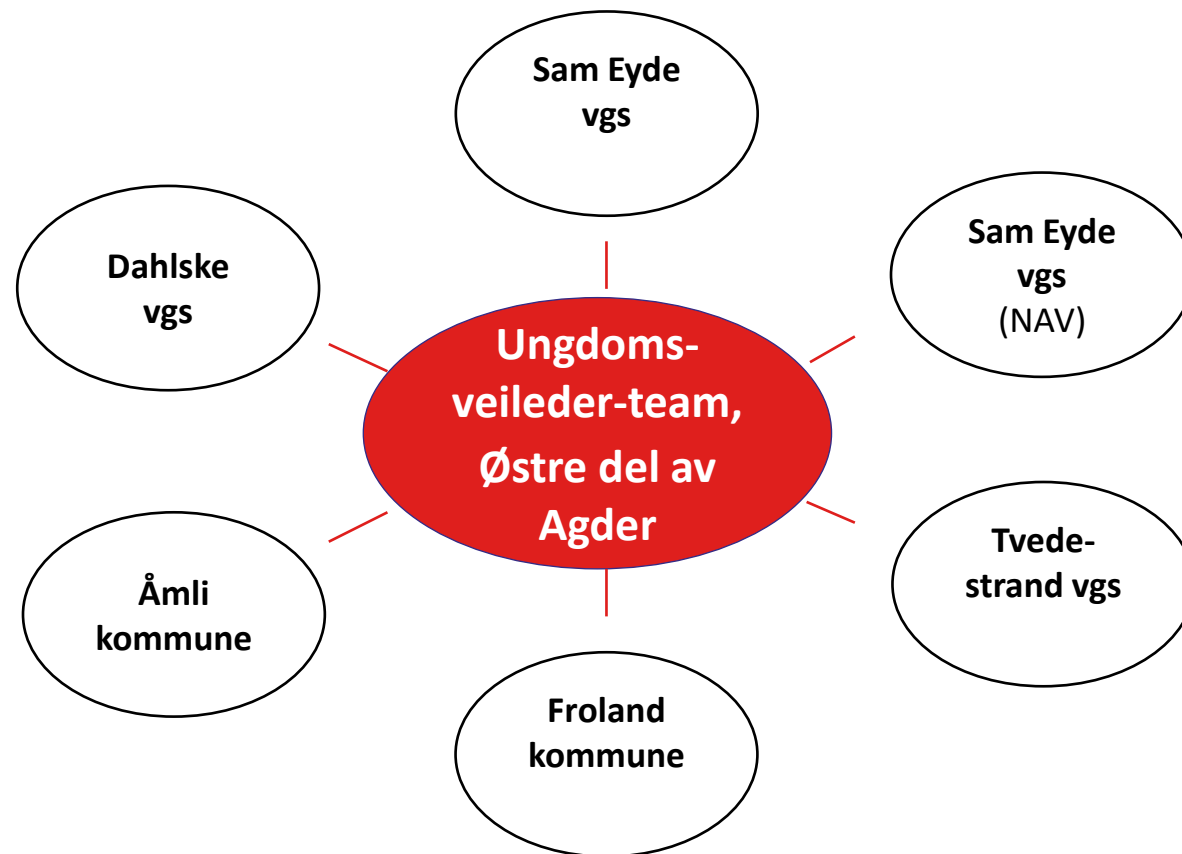 Sam Eyde
vgs
Sam Eyde
vgs
(NAV)
Dahlske
vgs
Ungdoms-
veileder-team,
Østre del av
Agder
Tvede-
strand vgs
Åmli
kommune
Froland
kommune